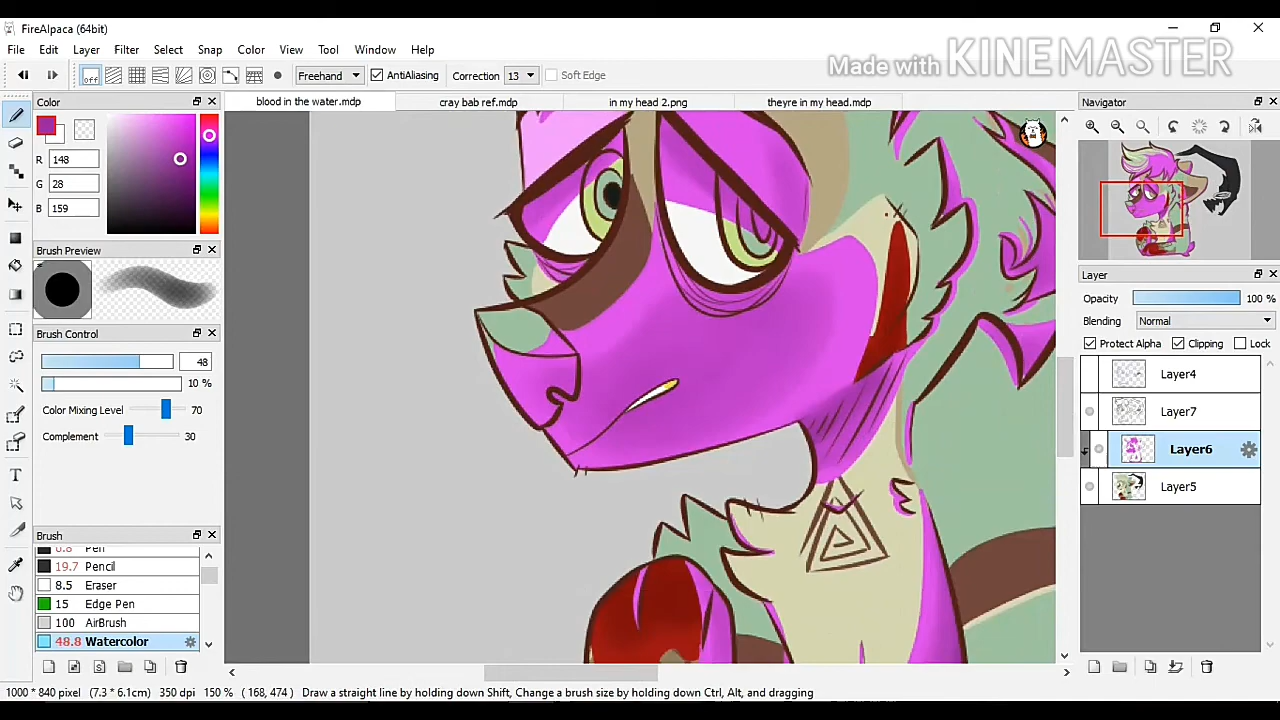 FireAlpaca (64bit)
File Edit Layer Filter Select Snap Color View Tool Window Help
Made with KINEMASTER
off Freehand AntiAliasing Correction 13 Soft Edge
Color
blood in the water.mdp cray bab ref.mdp in my head 2.png theyre in my head.mdp
Navigator
R 148
G 28
B 159
Brush Preview
Layer
Opacity 100 %
Blending Normal
Protect Alpha Clipping Lock
Brush Control
48
10 %
Color Mixing Level 70
Complement 30
Layer4
Layer7
Layer6
Layer5
Brush
6.8 Pen
19.7 Pencil
8.5 Eraser
15 Edge Pen
100 AirBrush
48.8 Watercolor
1000 * 840 pixel (7.3 * 6.1cm) 350 dpi 150 % ( 168, 474 ) Draw a straight line by holding down Shift, Change a brush size by holding down Ctrl, Alt, and dragging